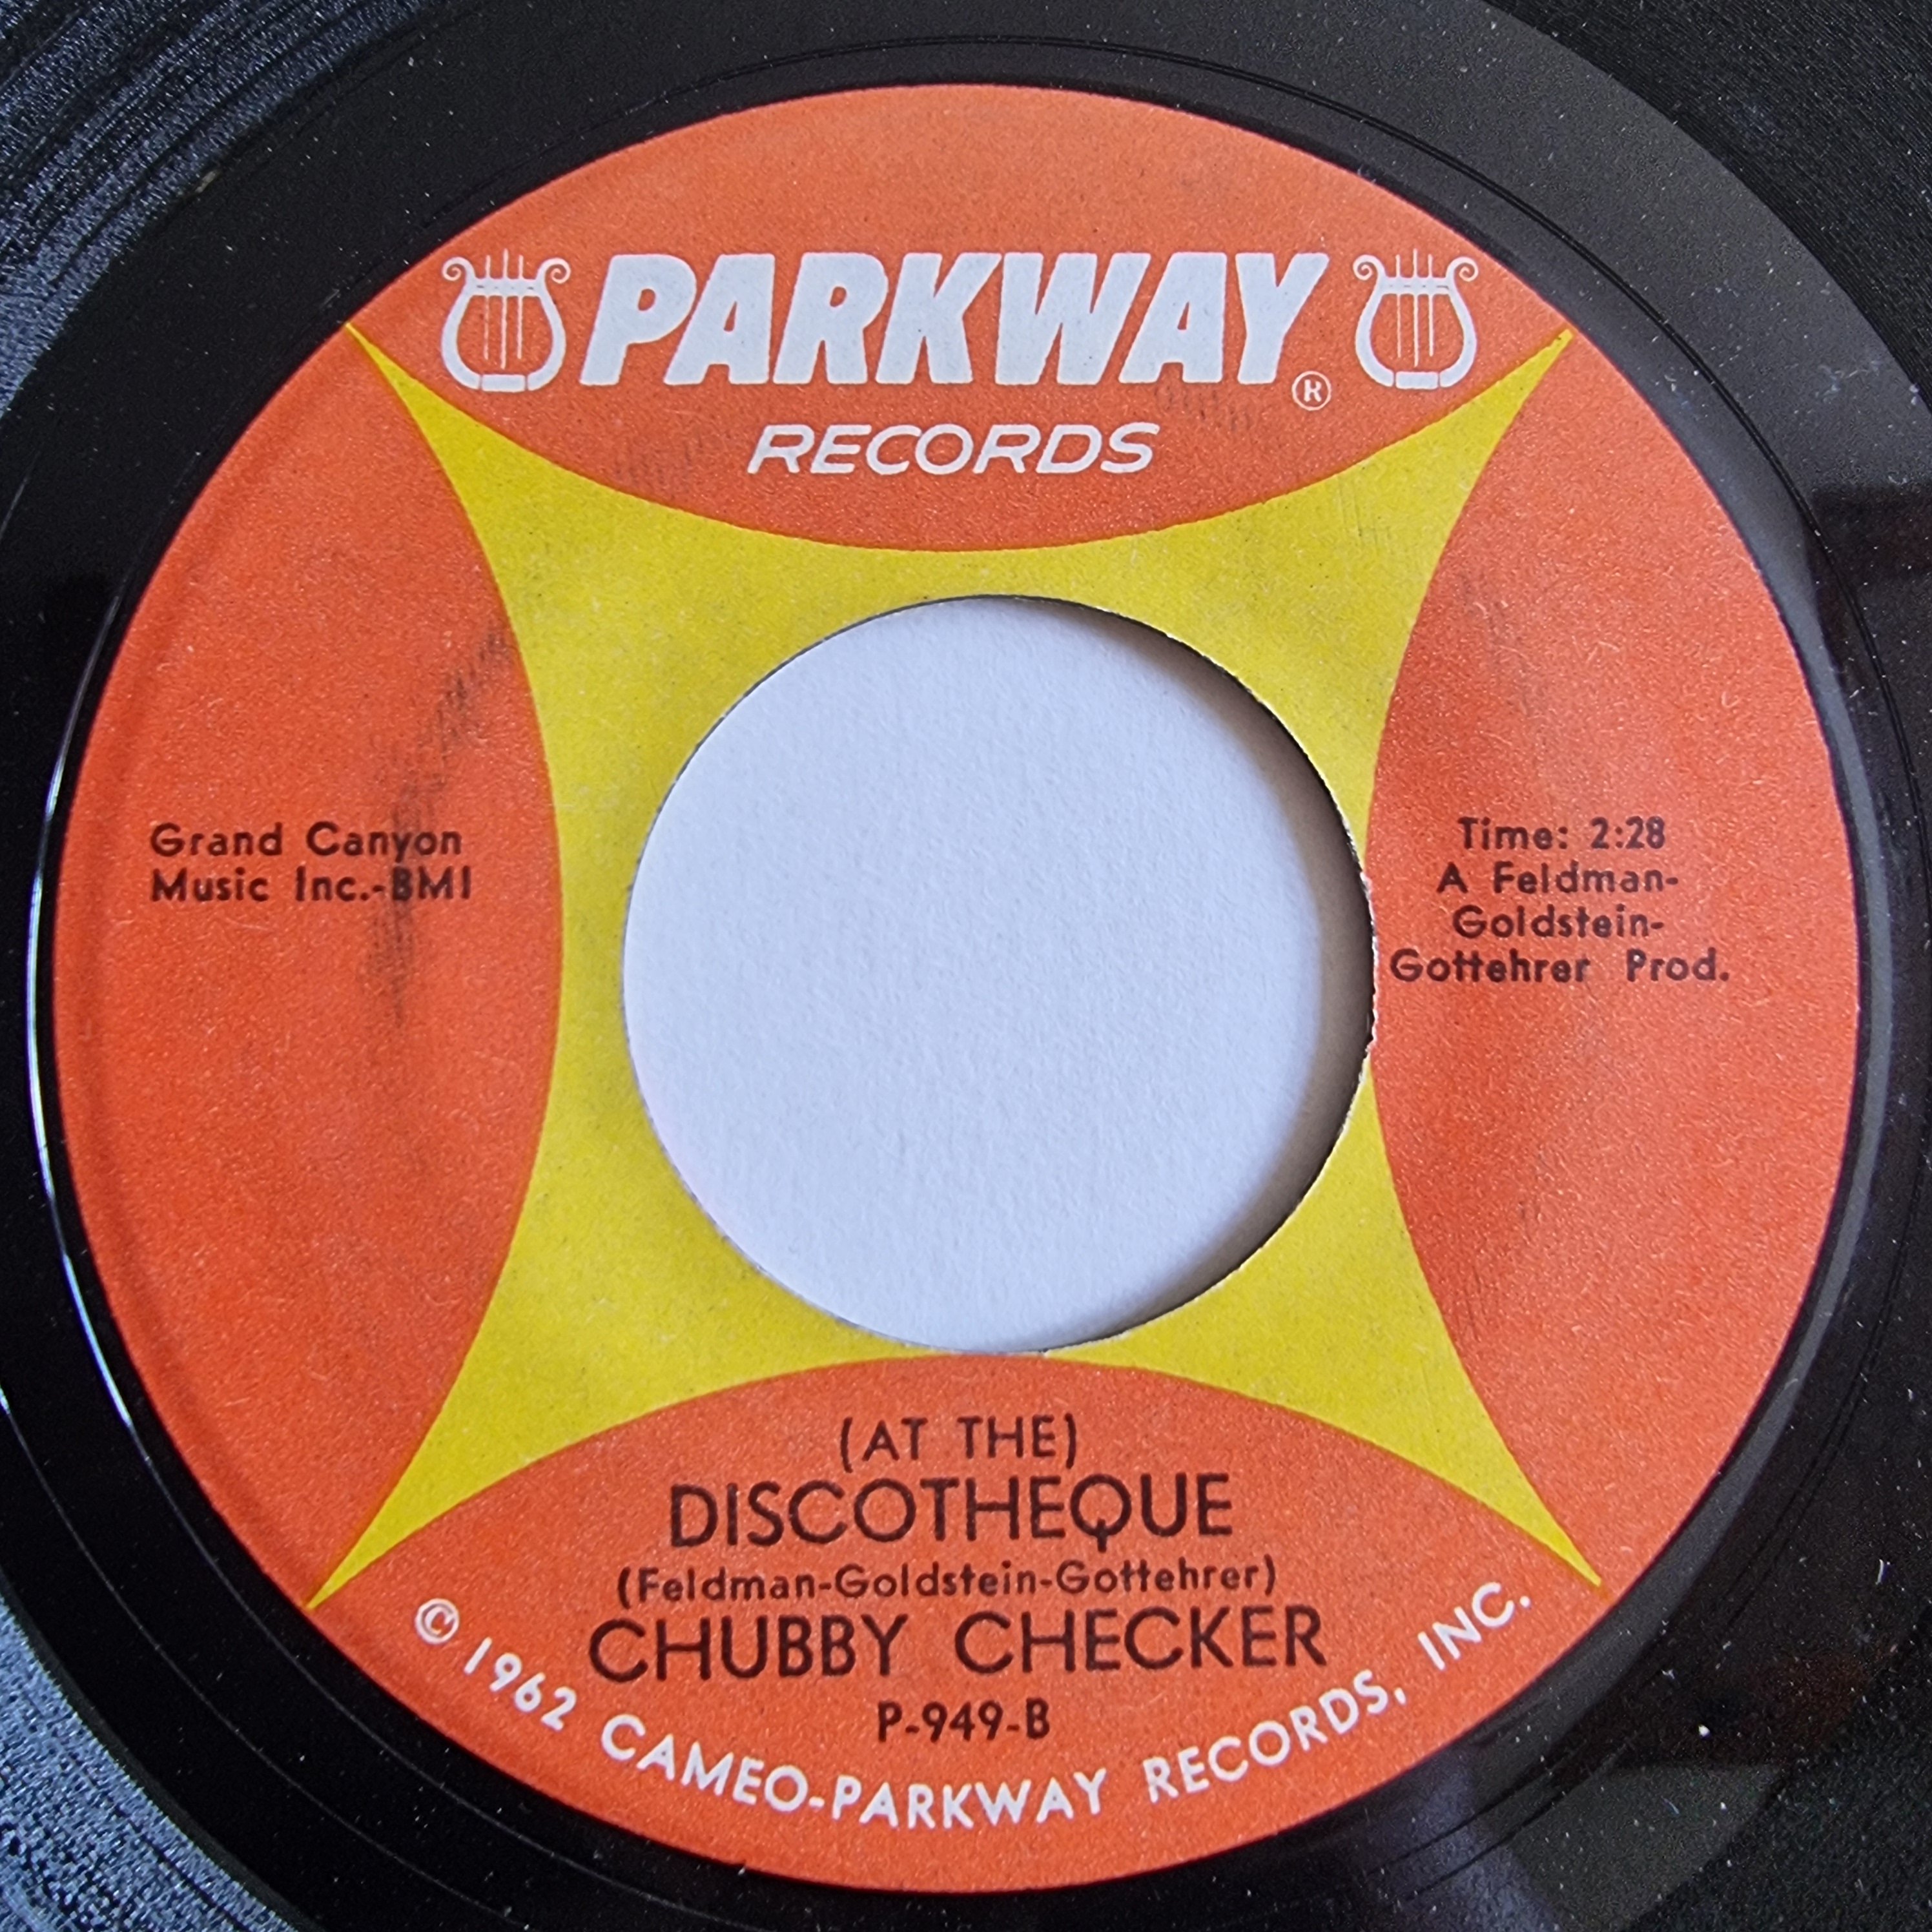 PARKWAY®
RECORDS
Grand Canyon
Music Inc.-BMI
Time: 2:28
A Feldman-
Goldstein-
Gottehrer Prod.
(AT THE)
DISCOTHEQUE
(Feldman-Goldstein-Gottehrer)
CHUBBY CHECKER
P-949-B
© 1962 CAMEO-PARKWAY RECORDS, INC.